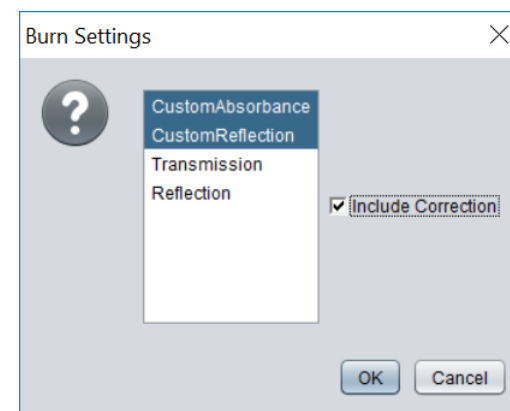 Burn Settings
CustomAbsorbance
CustomReflection
Transmission
Reflection
Include Correction
OK
Cancel